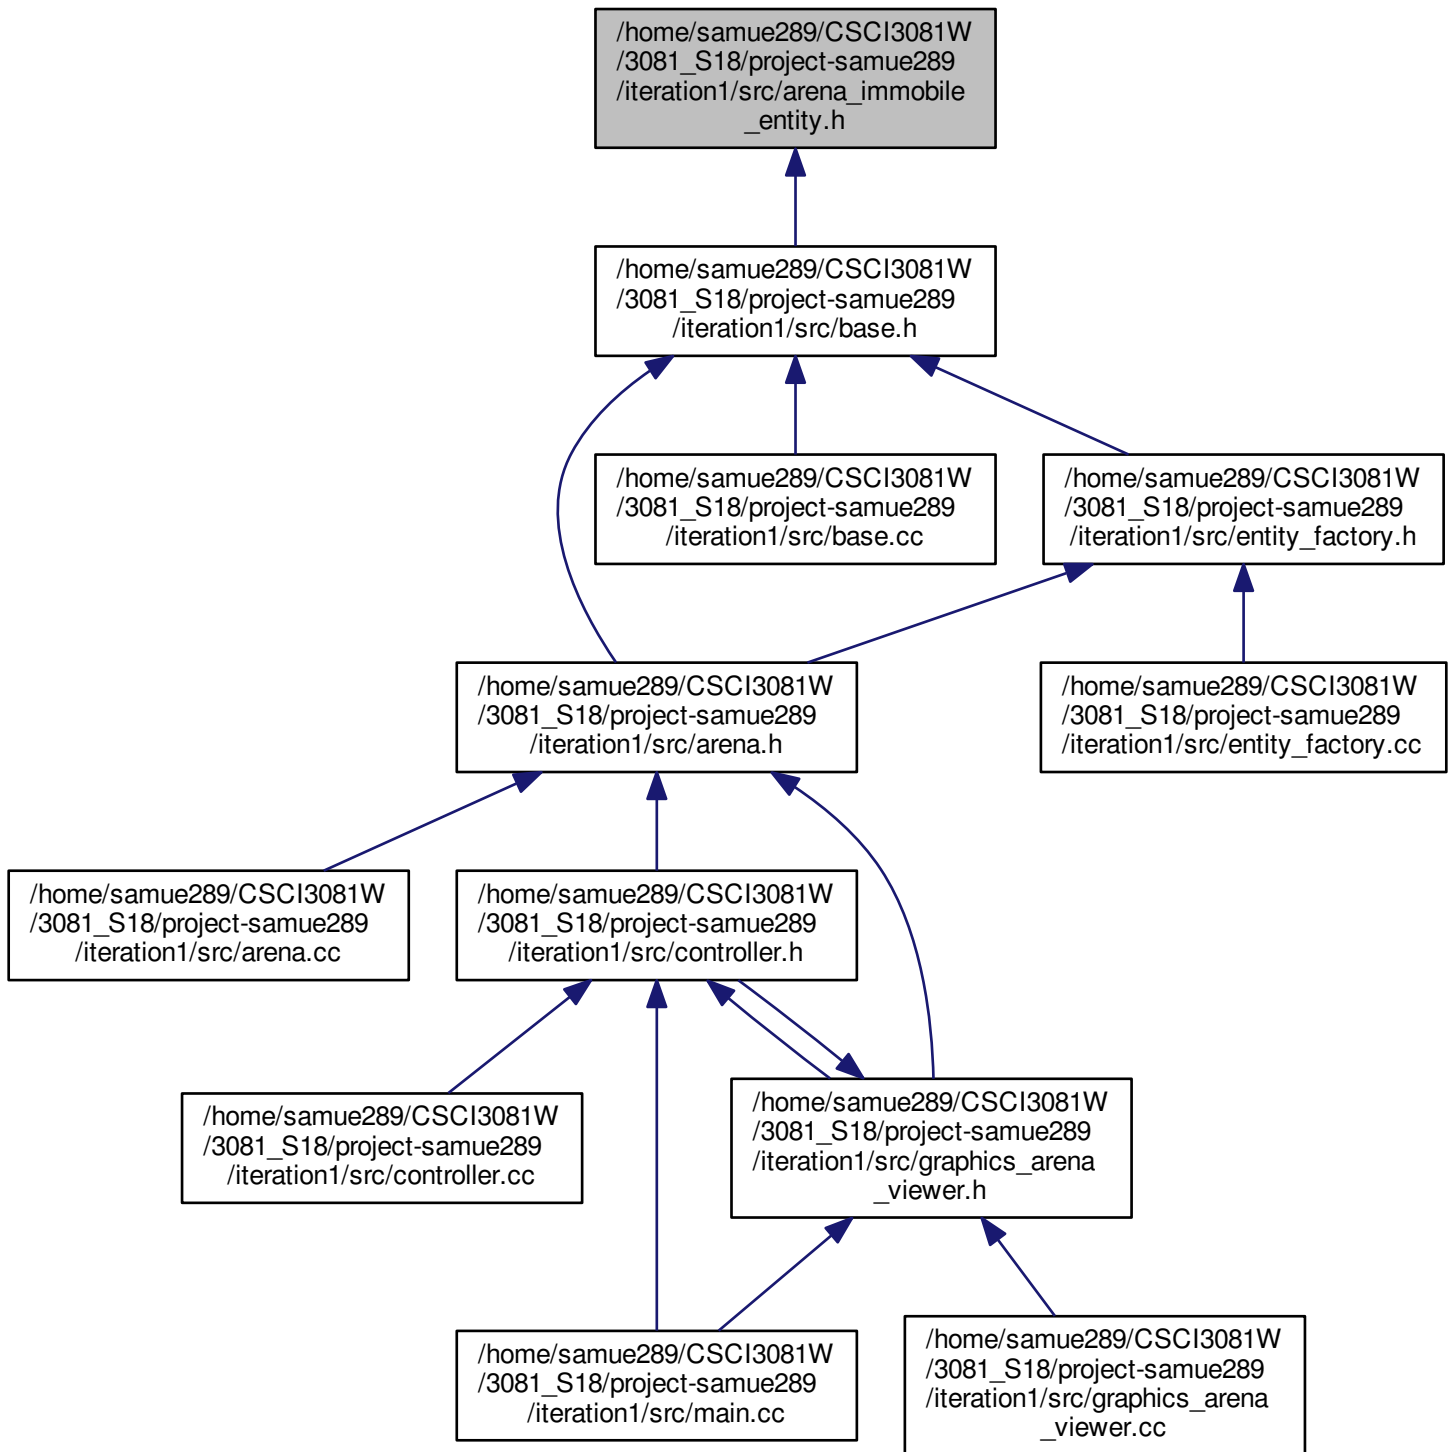 /home/samue289/CSCI3081W
/3081_S18/project-samue289
/iteration1/src/arena_immobile
_entity.h
/home/samue289/CSCI3081W
/3081_S18/project-samue289
/iteration1/src/base.h
/home/samue289/CSCI3081W
/3081_S18/project-samue289
/iteration1/src/base.cc
/home/samue289/CSCI3081W
/3081_S18/project-samue289
/iteration1/src/entity_factory.h
/home/samue289/CSCI3081W
/3081_S18/project-samue289
/iteration1/src/arena.h
/home/samue289/CSCI3081W
/3081_S18/project-samue289
/iteration1/src/entity_factory.cc
/home/samue289/CSCI3081W
/3081_S18/project-samue289
/iteration1/src/arena.cc
/home/samue289/CSCI3081W
/3081_S18/project-samue289
/iteration1/src/controller.h
/home/samue289/CSCI3081W
/3081_S18/project-samue289
/iteration1/src/controller.cc
/home/samue289/CSCI3081W
/3081_S18/project-samue289
/iteration1/src/graphics_arena
_viewer.h
/home/samue289/CSCI3081W
/3081_S18/project-samue289
/iteration1/src/main.cc
/home/samue289/CSCI3081W
/3081_S18/project-samue289
/iteration1/src/graphics_arena
_viewer.cc